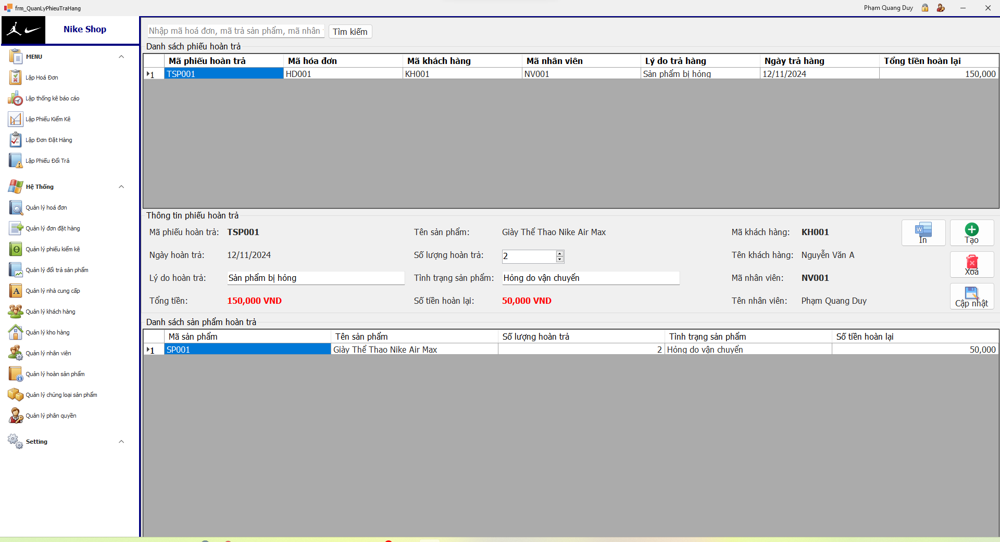 frm_QuanLyPhieuTraHang
Phạm Quang Duy
Nike Shop
MENU
Lập Hoá Đơn
Lập thống kê báo cáo
Lập Phiếu Kiểm Kê
Lập Đơn Đặt Hàng
Lập Phiếu Đổi Trả
Hệ Thống
Quản lý hoá đơn
Quản lý đơn đặt hàng
Quản lý phiếu kiểm kê
Quản lý đổi trả sản phẩm
Quản lý nhà cung cấp
Quản lý khách hàng
Quản lý kho hàng
Quản lý nhân viên
Quản lý hoàn sản phẩm
Quản lý chủng loại sản phẩm
Quản lý phân quyền
Setting
Nhập mã hoá đơn, mã trả sản phẩm, mã nhân
Tìm kiếm
Danh sách phiếu hoàn trả
Mã phiếu hoàn trả Mã hóa đơn Mã khách hàng Mã nhân viên Lý do trả hàng Ngày trả hàng Tổng tiền hoàn lại
1 TSP001 HD001 KH001 NV001 Sản phẩm bị hỏng 12/11/2024 150,000
Thông tin phiếu hoàn trả
Mã phiếu hoàn trả: TSP001 Tên sản phẩm: Giày Thể Thao Nike Air Max Mã khách hàng: KH001
In
Tạo
Ngày hoàn trả: 12/11/2024 Số lượng hoàn trả: 2 Tên khách hàng: Nguyễn Văn A
Xoá
Lý do hoàn trả: Sản phẩm bị hỏng Tình trạng sản phẩm: Hỏng do vận chuyển Mã nhân viên: NV001
Tổng tiền: 150,000 VND Số tiền hoàn lại: 50,000 VND Tên nhân viên: Phạm Quang Duy
Cập nhật
Danh sách sản phẩm hoàn trả
Mã sản phẩm Tên sản phẩm Số lượng hoàn trả Tình trạng sản phẩm Số tiền hoàn lại
1 SP001 Giày Thể Thao Nike Air Max 2 Hỏng do vận chuyển 50,000